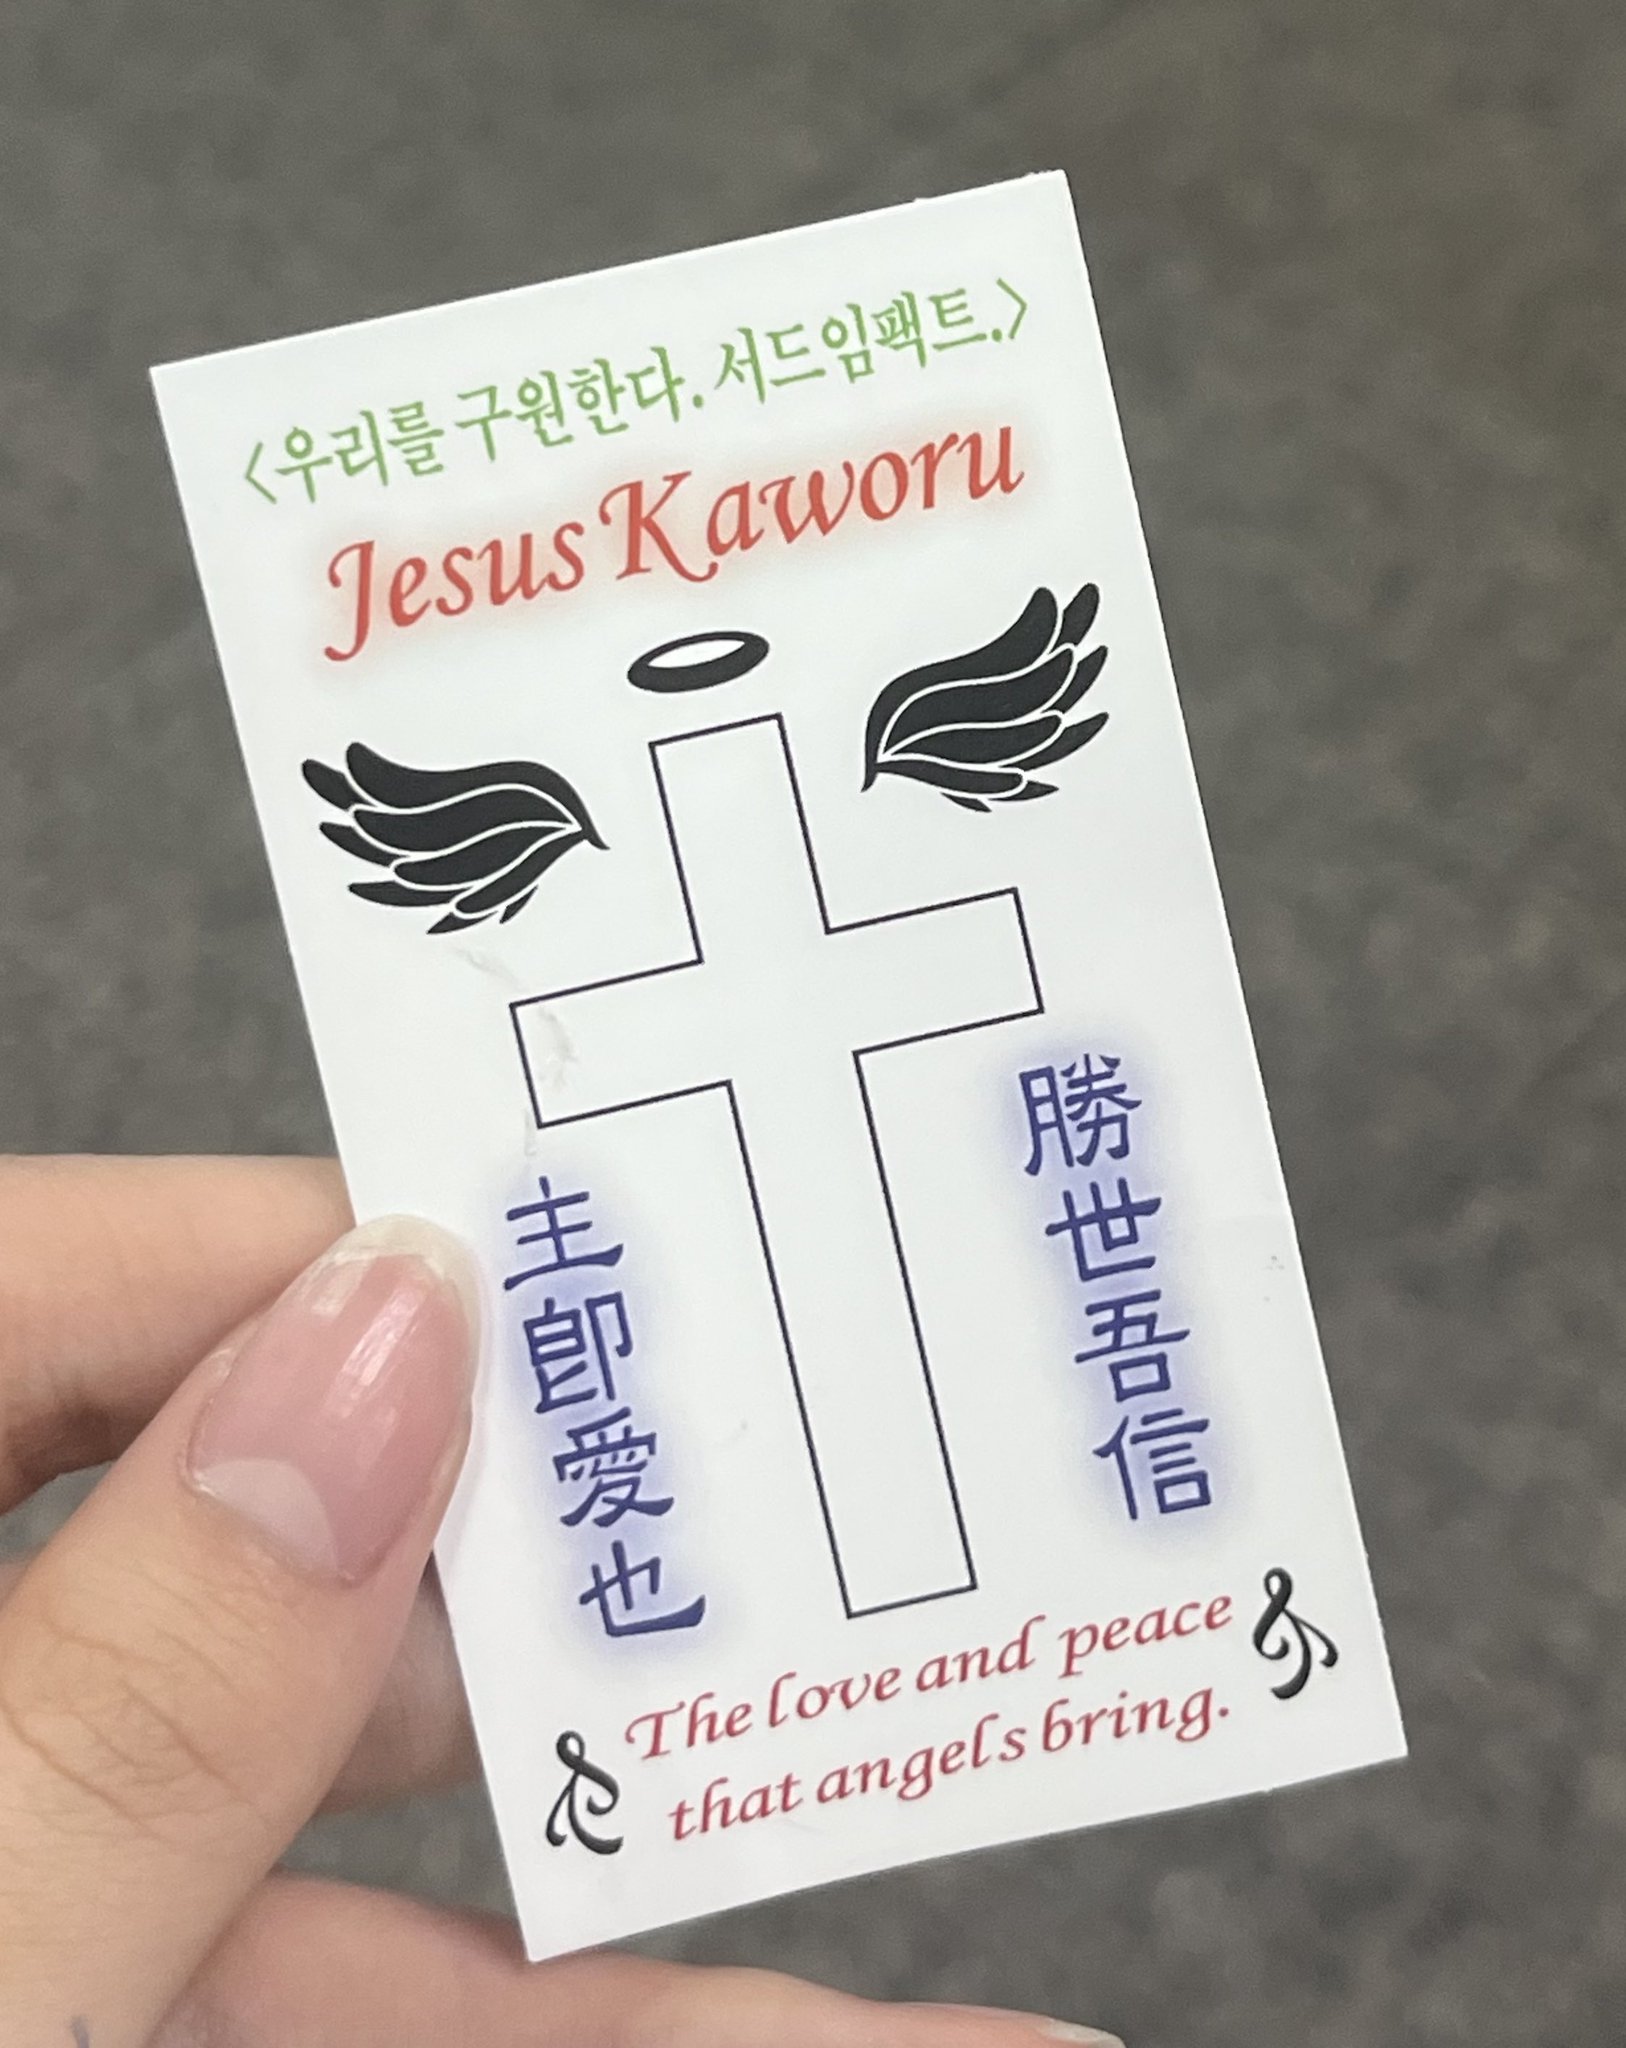 <우리를 구원한다. 서드임팩트.>
Jesus Kaworu
勝世吾信
主卽愛也
The love and peace
that angels bring.